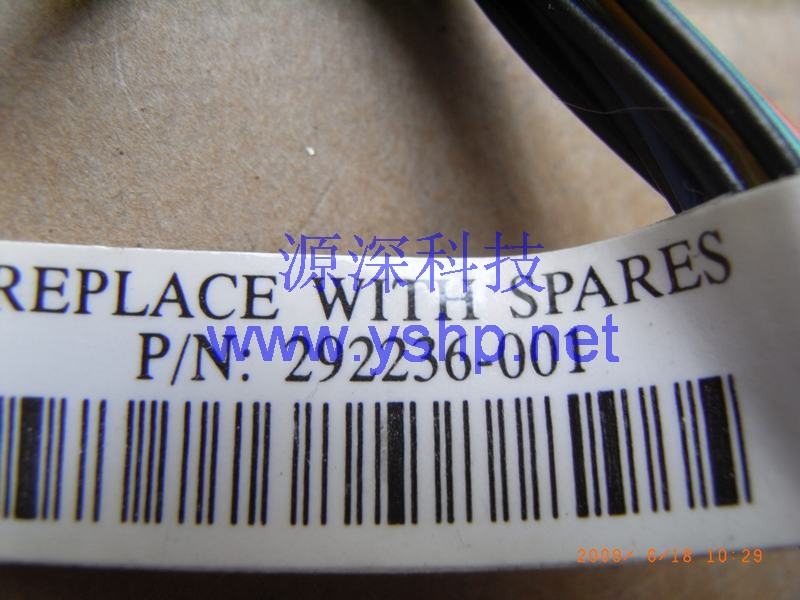 源深科技
REPLACE WITH SPARES
www.yshp.net
P/N: 292236-001
2009/ 6/18 10:29